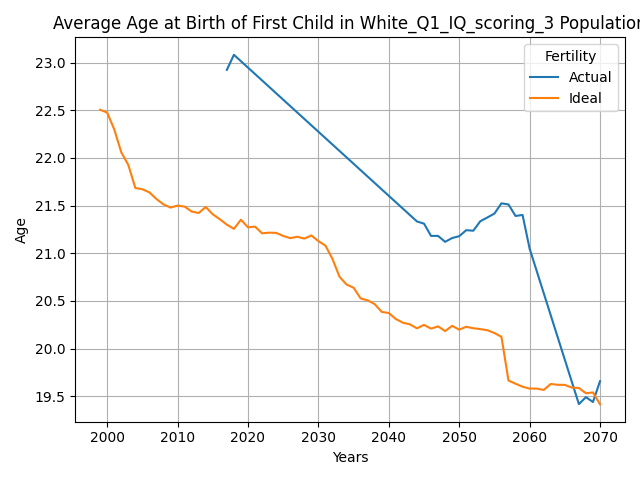 Average Age at Birth of First Child in White_Q1_IQ_scoring_3 Population
Fertility
Actual
Ideal
Age
23.0
22.5
22.0
21.5
21.0
20.5
20.0
19.5
2000 2010 2020 2030 2040 2050 2060 2070
Years